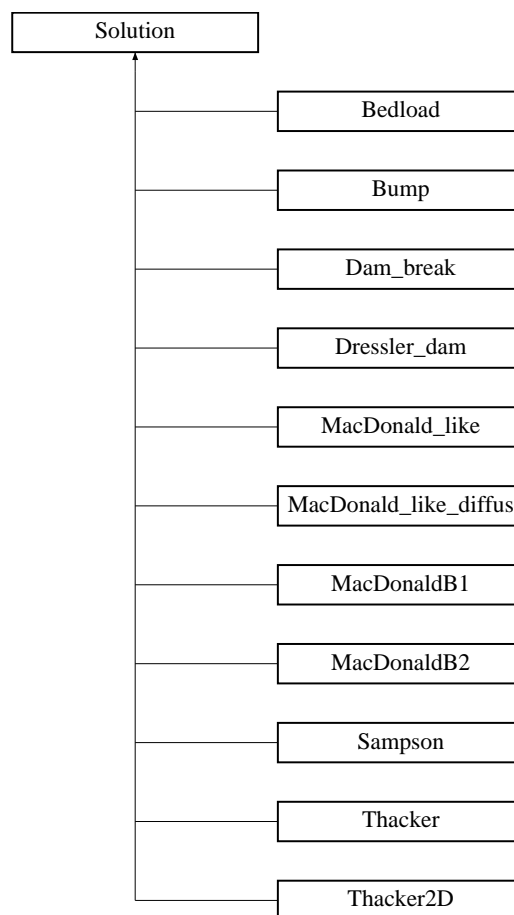 Solution
Bedload
Bump
Dam_break
Dressler_dam
MacDonald_like
MacDonald_like_diffus
MacDonaldB1
MacDonaldB2
Sampson
Thacker
Thacker2D